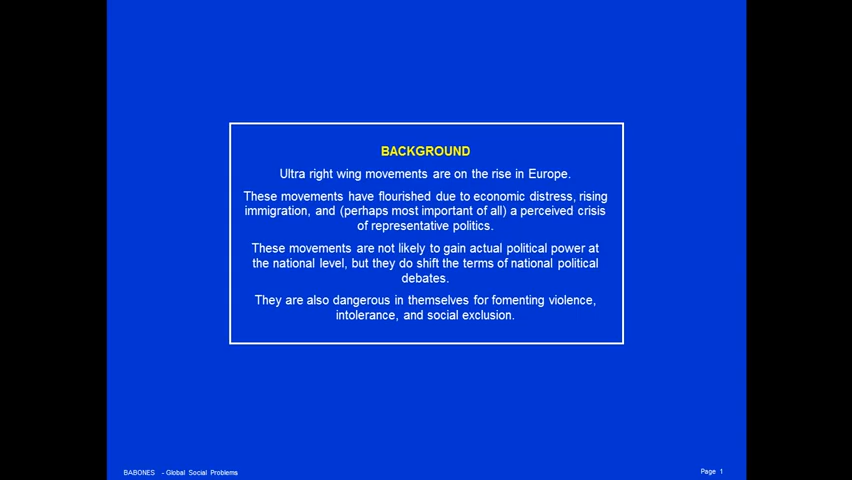 BACKGROUND
Ultra right wing movements are on the rise in Europe.
These movements have flourished due to economic distress, rising
immigration, and (perhaps most important of all) a perceived crisis
of representative politics.
These movements are not likely to gain actual political power at
the national level, but they do shift the terms of national political
debates.
They are also dangerous in themselves for fomenting violence,
intolerance, and social exclusion.
BABONES - Global Social Problems
Page 1